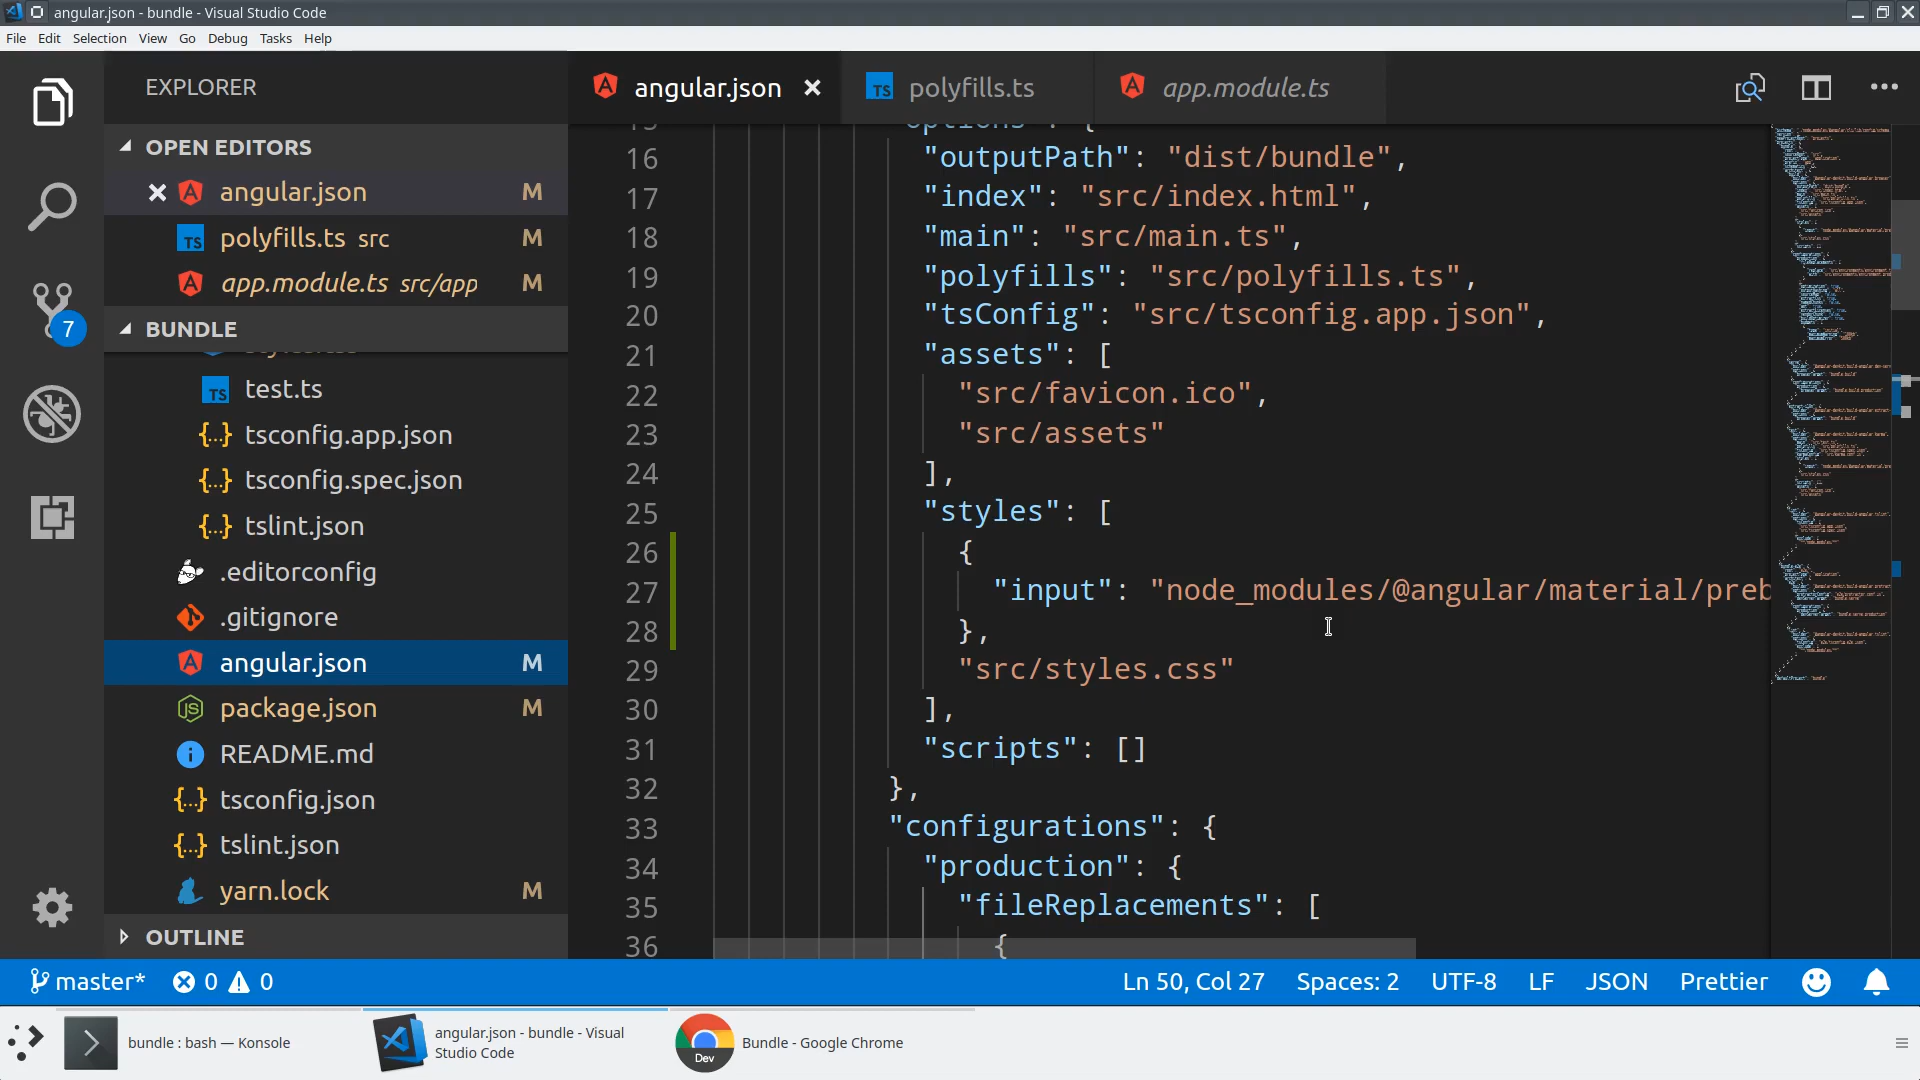 angular.json - bundle - Visual Studio Code
File Edit Selection View Go Debug Tasks Help
EXPLORER
OPEN EDITORS
angular.json M
polyfills.ts src M
app.module.ts src/app M
BUNDLE
test.ts
tsconfig.app.json
tsconfig.spec.json
tslint.json
.editorconfig
.gitignore
angular.json M
package.json M
README.md
tsconfig.json
tslint.json
yarn.lock M
OUTLINE
7
angular.json polyfills.ts app.module.ts
16 "outputPath": "dist/bundle",
17 "index": "src/index.html",
18 "main": "src/main.ts",
19 "polyfills": "src/polyfills.ts",
20 "tsConfig": "src/tsconfig.app.json",
21 "assets": [
22 "src/favicon.ico",
23 "src/assets"
24 ],
25 "styles": [
26 {
27 "input": "node_modules/@angular/material/preb
28 },
29 "src/styles.css"
30 ],
31 "scripts": []
32 },
33 "configurations": {
34 "production": {
35 "fileReplacements": [
36 {
master* 0 0 Ln 50, Col 27 Spaces: 2 UTF-8 LF JSON Prettier
bundle : bash — Konsole
angular.json - bundle - Visual
Studio Code
Dev
Bundle - Google Chrome